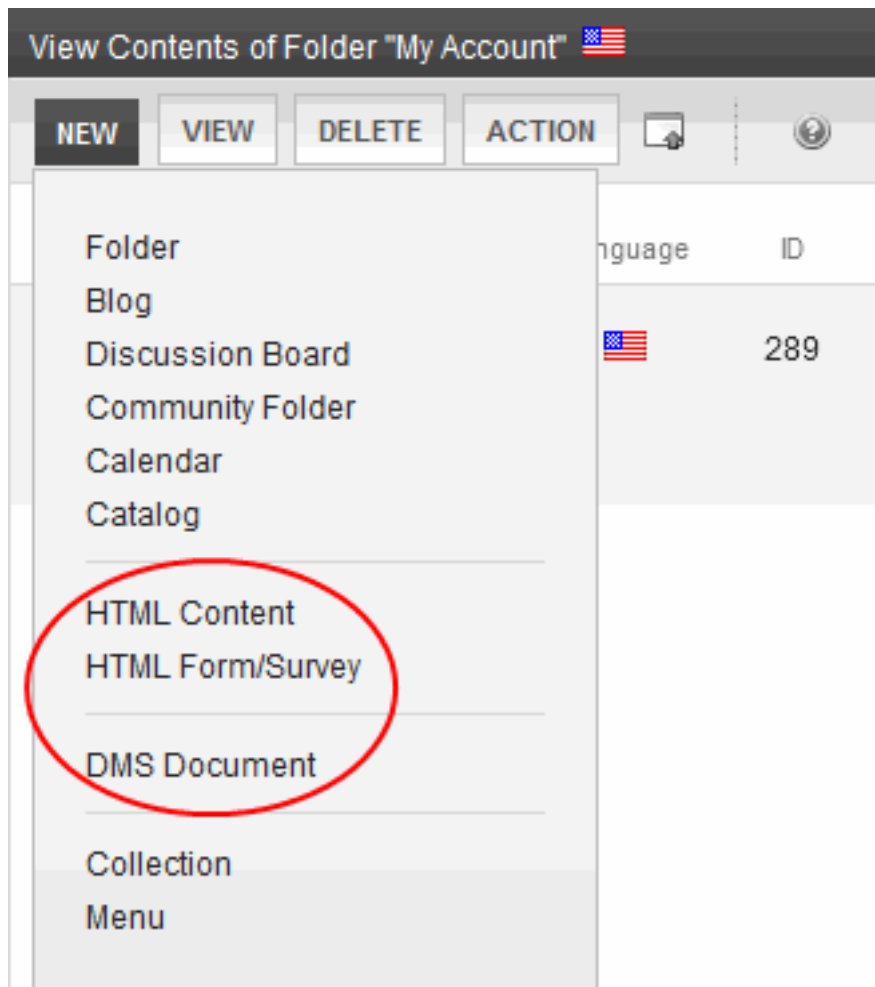 View Contents of Folder "My Account"
NEW VIEW DELETE ACTION
nguage ID
Folder
Blog
Discussion Board
289
Community Folder
Calendar
Catalog
HTML Content
HTML Form/Survey
DMS Document
Collection
Menu